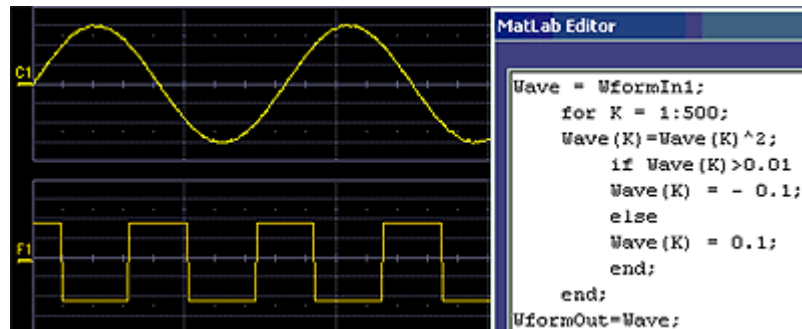 C1
F1
MatLab Editor
Wave = WformIn1;
for K = 1:500;
Wave(K)=Wave(K)^2;
if Wave(K)>0.01
Wave(K) = - 0.1;
else
Wave(K) = 0.1;
end;
end;
WformOut=Wave;